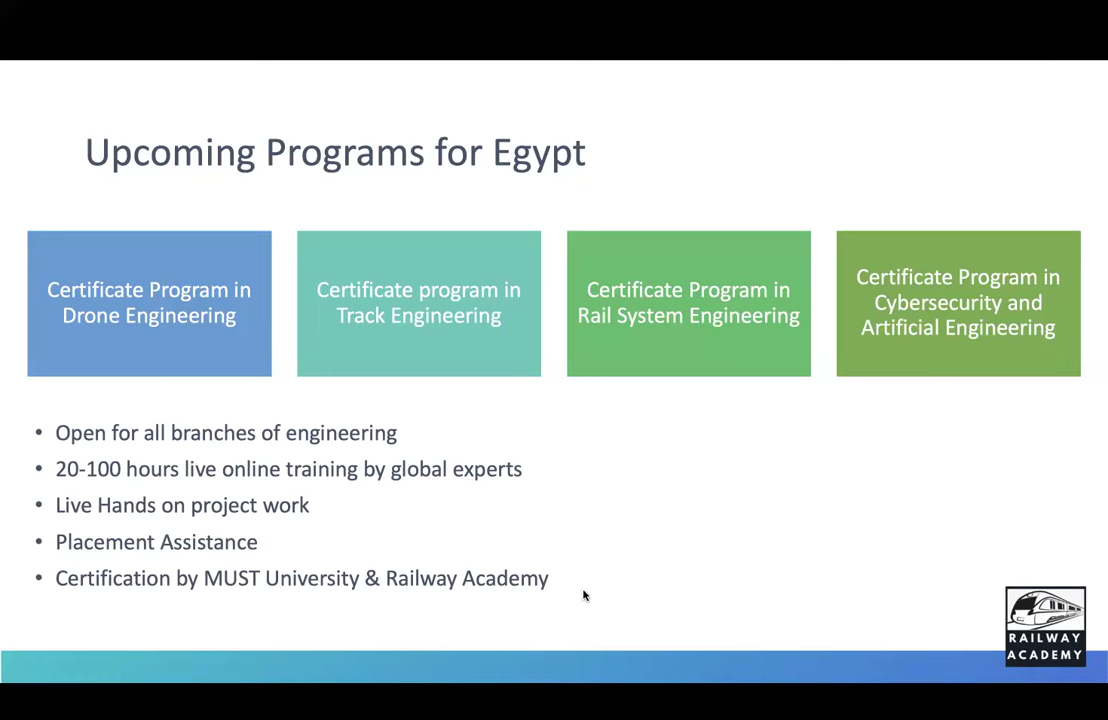 Upcoming Programs for Egypt
Certificate Program in
Drone Engineering
Certificate program in
Track Engineering
Certificate Program in
Rail System Engineering
Certificate Program in
Cybersecurity and
Artificial Engineering
• Open for all branches of engineering
• 20-100 hours live online training by global experts
• Live Hands on project work
• Placement Assistance
• Certification by MUST University & Railway Academy
RAILWAY
ACADEMY